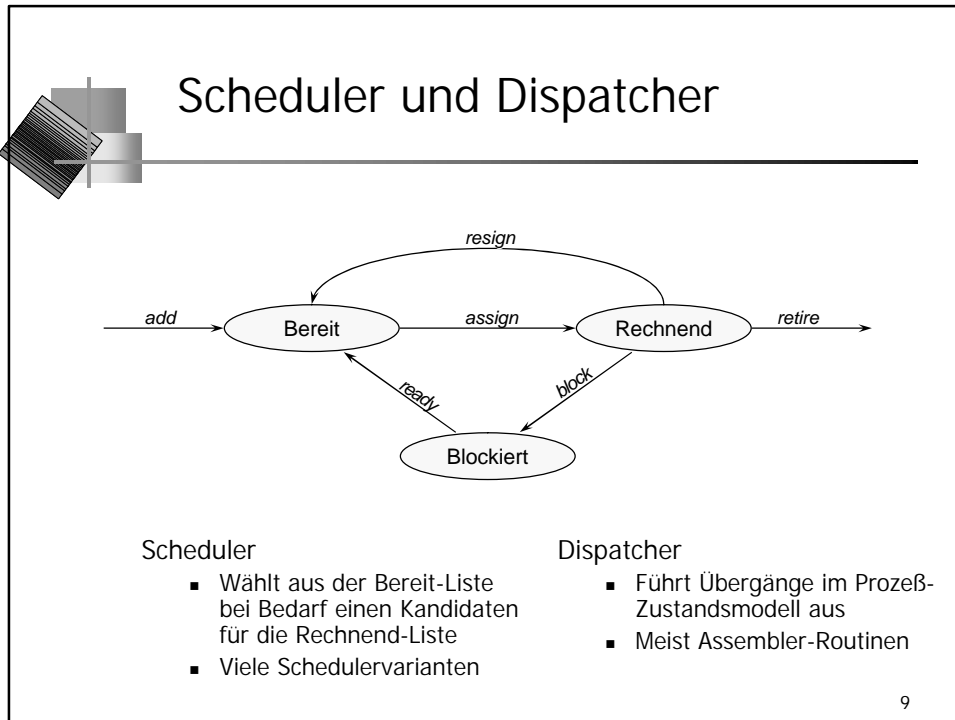 Scheduler und Dispatcher
resign
add
Bereit
assign
Rechnend
retire
ready
block
Blockiert
Scheduler
■ Wählt aus der Bereit-Liste
bei Bedarf einen Kandidaten
für die Rechnend-Liste
■ Viele Schedulervarianten
Dispatcher
■ Führt Übergänge im Prozeß-
Zustandsmodell aus
■ Meist Assembler-Routinen
9